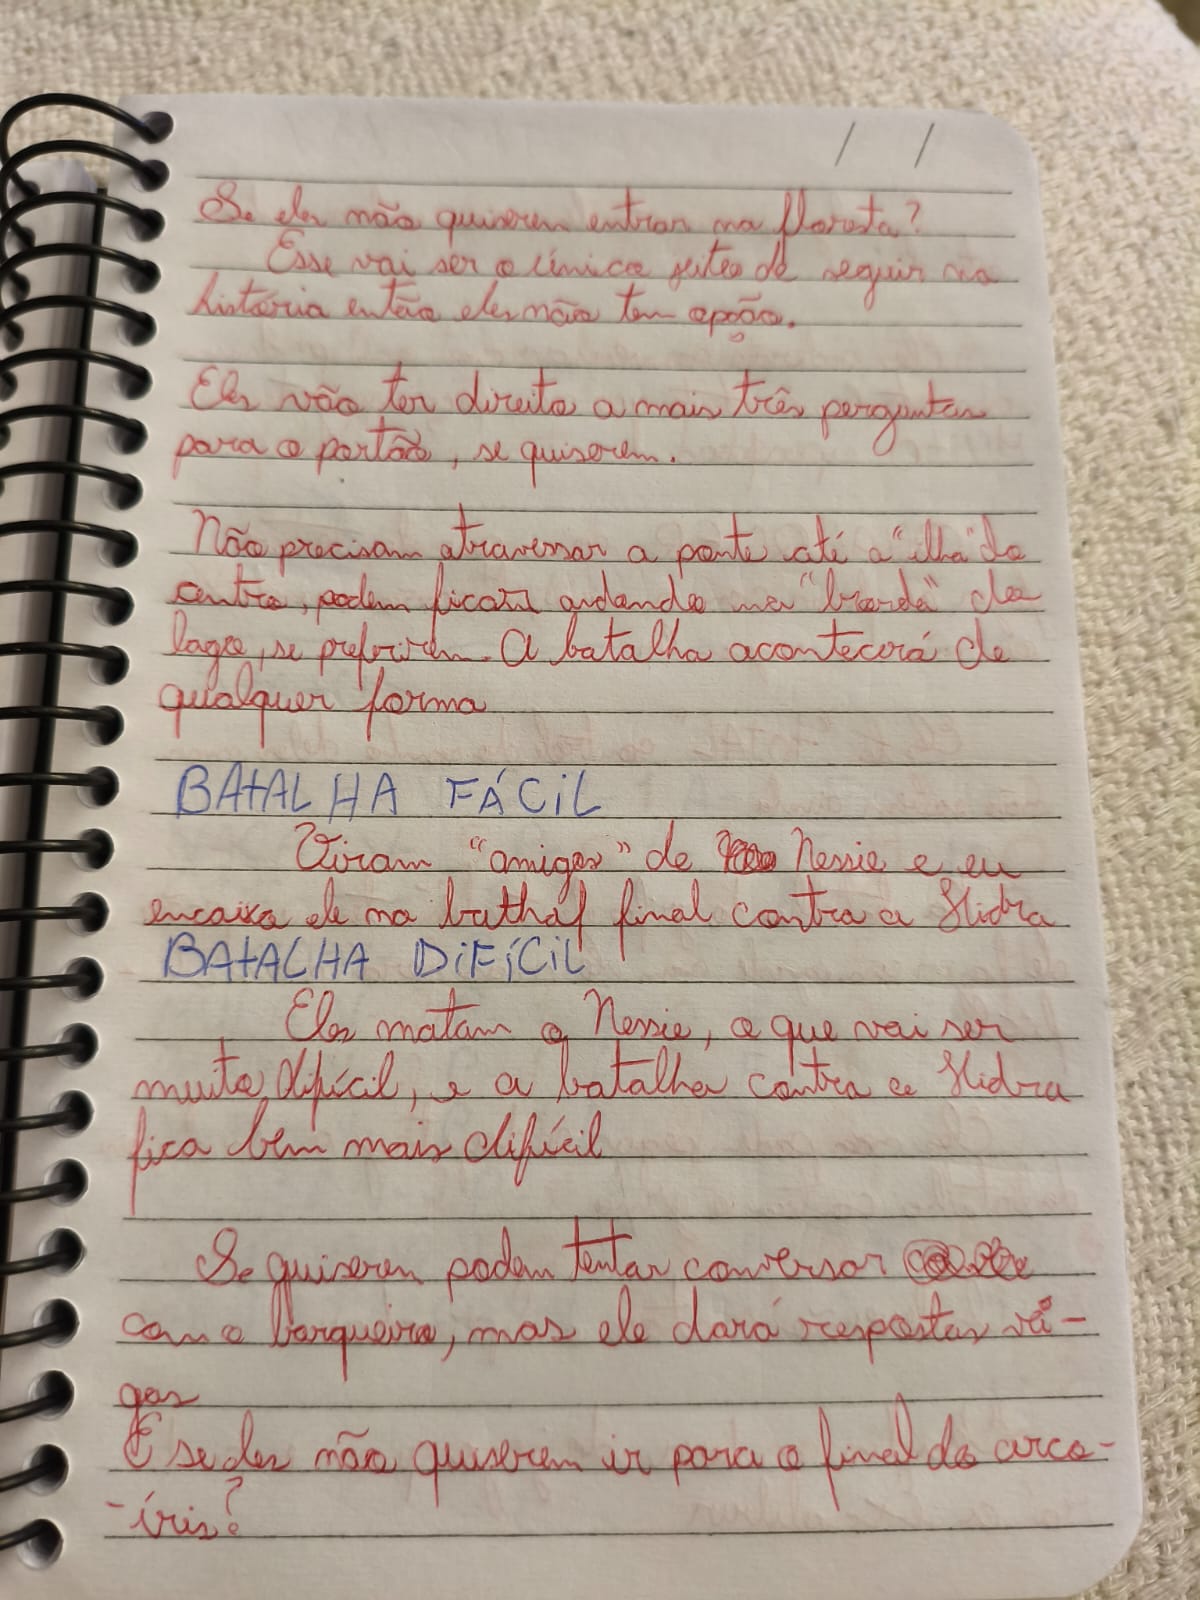 / /
Se eles não quiserem entrar na floresta?
Esse vai ser o único jeito de seguir na
história então eles não tem opção.
Eles vão ter direito a mais três perguntas
para o portão, se quiserem.
Não precisam atravessar a ponte até a "ilha" do
centro, podem ficar andando na "borda" do
lago, se preferirem. A batalha acontecerá de
qualquer forma
BATALHA FÁCIL
Viram "amigos" de Nessie e eu
encaixo ele na batalha final contra a Hidra
BATALHA DIFÍCIL
Eles matam o Nessie, o que vai ser
muito difícil, e a batalha contra a Hidra
fica bem mais difícil
Se quiserem podem tentar conversar
com o barqueiro, mas ele dará respostas vá-
gas
E se eles não quiserem ir para o final do arco-
-íris?